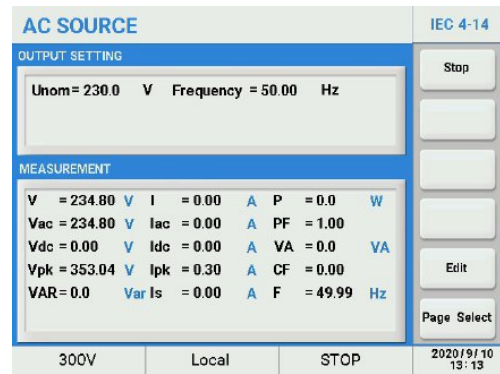 AC SOURCE
IEC 4-14
OUTPUT SETTING
Unom= 230.0 V Frequency = 50.00 Hz
Stop
MEASUREMENT
V = 234.80 V I = 0.00 A P = 0.0 W
Vac = 234.80 V Iac = 0.00 A PF = 1.00
Vdc = 0.00 V Idc = 0.00 A VA = 0.0 VA
Vpk = 353.04 V Ipk = 0.30 A CF = 0.00
VAR= 0.0 Var Is = 0.00 A F = 49.99 Hz
Edit
Page Select
300V Local STOP
2020/9/10
13:13